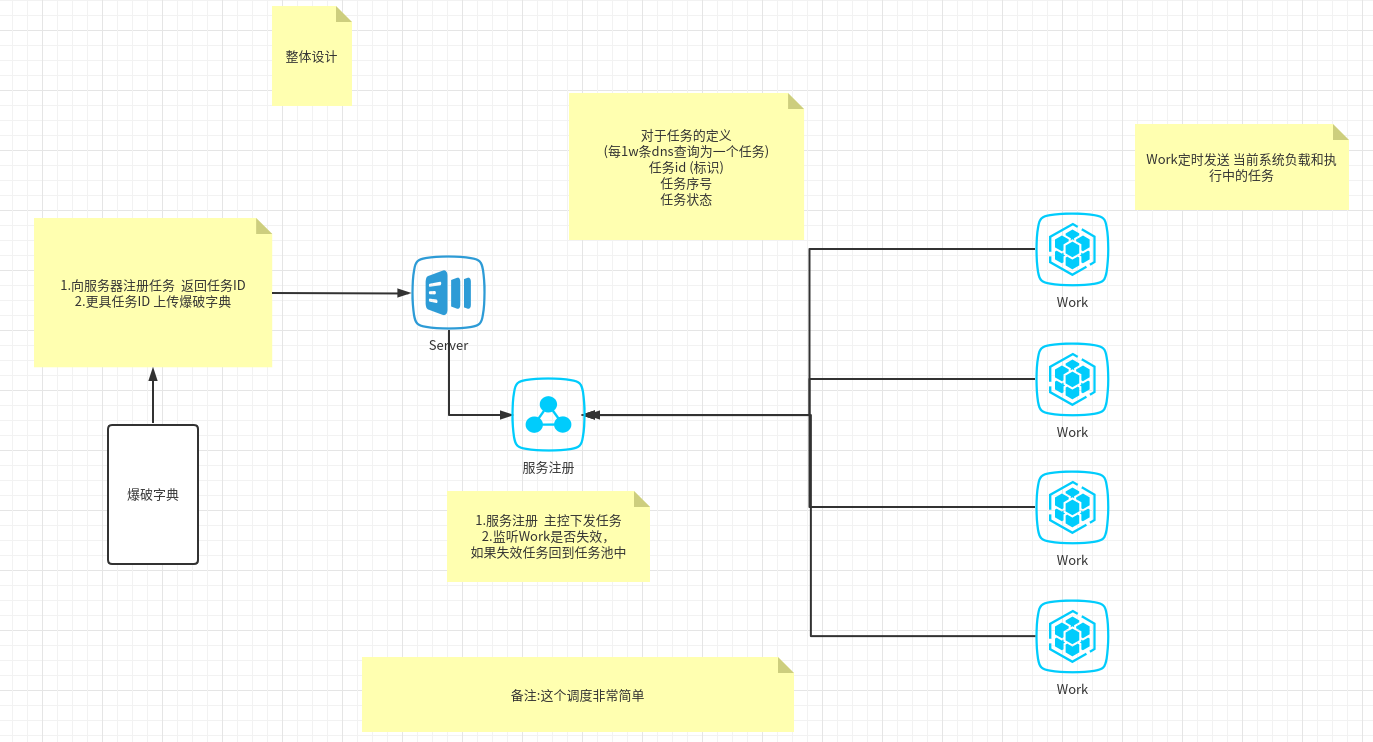 整体设计
对于任务的定义
(每1w条dns查询为一个任务)
任务id (标识)
任务序号
任务状态
Work定时发送 当前系统负载和执
行中的任务
1.向服务器注册任务  返回任务ID
2.更具任务ID 上传爆破字典
Server
Work
Work
服务注册
爆破字典
1.服务注册  主控下发任务
2.监听Work是否失效，
如果失效任务回到任务池中
Work
Work
备注:这个调度非常简单